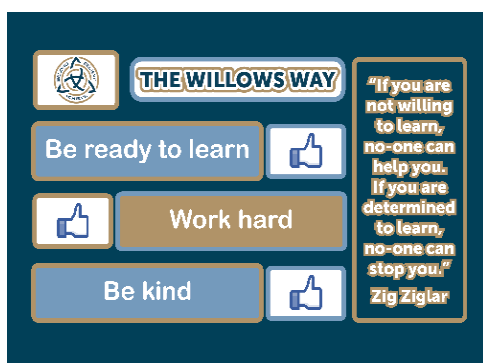 THE WILLOWS WAY
Be ready to learn
Work hard
Be kind
“If you are
not willing
to learn,
no-one can
help you.
If you are
determined
to learn,
no-one can
stop you.”
Zig Ziglar